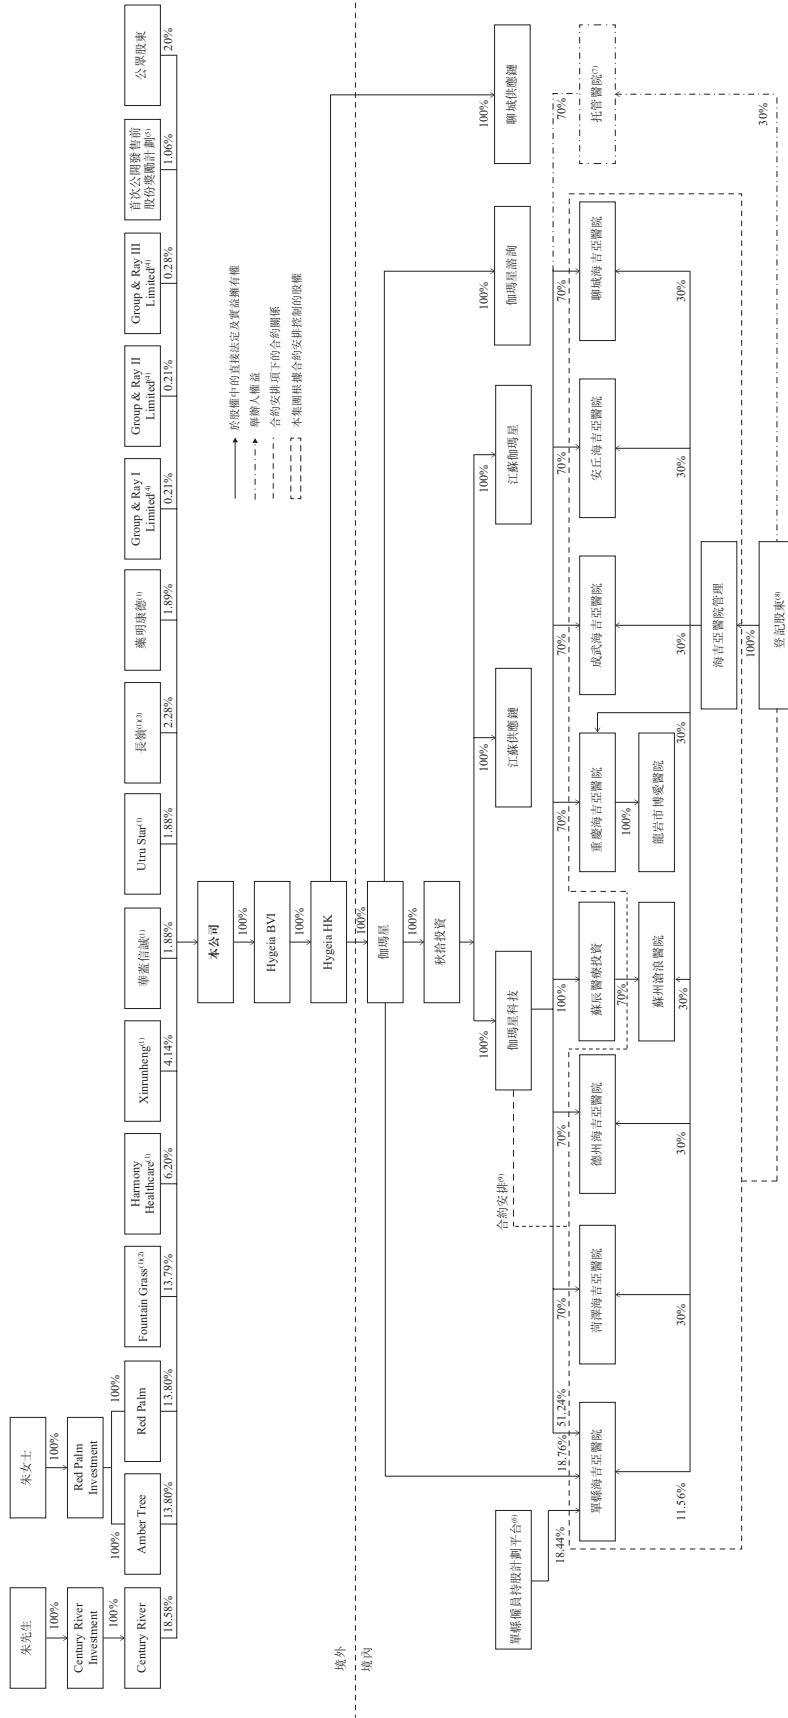 朱先生
100%
Century River
Investment
100%
Century River
18.58%
朱女士
100%
Red Palm
Investment
100%
100%
Amber Tree
13.80%
Red Palm
13.80%
Fountain Grass(1)(2)
13.79%
Harmony
Healthcare(1)
6.20%
Xinrunheng(1)
4.14%
華蓋信誠(1)
1.88%
Utru Star(1)
1.88%
長嶺(1)(3)
2.28%
藥明康德(1)
1.89%
Group & Ray I
Limited(4)
0.21%
Group & Ray II
Limited(4)
0.21%
Group & Ray III
Limited(4)
0.28%
首次公開發售前
股份獎勵計劃(5)
1.06%
公眾股東
20%
本公司
100%
Hygeia BVI
100%
Hygeia HK
100%
於股權中的直接法定及實益擁有權
舉辦人權益
合約安排項下的合約關係
本集團根據合約安排控制的股權
境外
境內
伽瑪星
100%
秋拾投資
100%
伽瑪星科技
100%
江蘇供應鏈
100%
江蘇伽瑪星
100%
伽瑪星諮詢
100%
聊城供應鏈
合約安排(9)
單縣僱員持股計劃平台(6)
18.44%
18.76%
51.24%
單縣海吉亞醫院
11.56%
70%
菏澤海吉亞醫院
30%
70%
德州海吉亞醫院
30%
100%
蘇辰醫療投資
70%
蘇州滄浪醫院
30%
70%
重慶海吉亞醫院
100%
龍岩市博愛醫院
30%
70%
成武海吉亞醫院
30%
70%
安丘海吉亞醫院
30%
70%
聊城海吉亞醫院
30%
70%
托管醫院(7)
30%
海吉亞醫院管理
100%
登記股東(8)